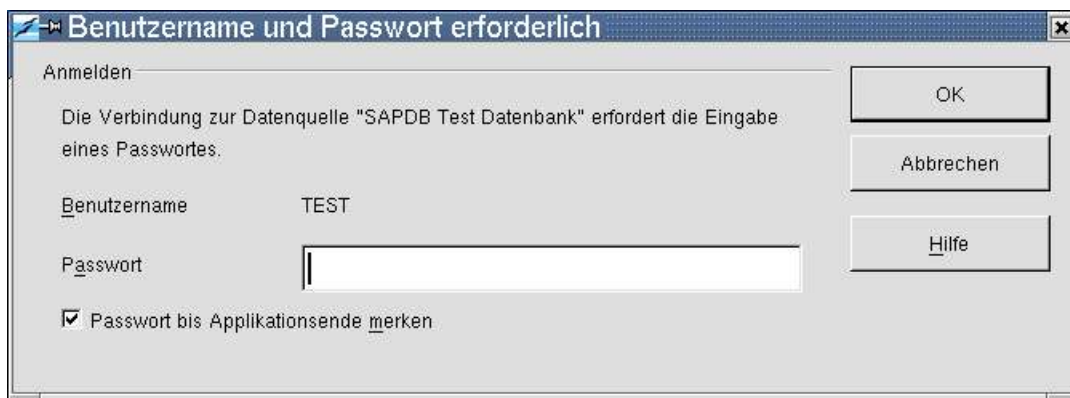 Benutzername und Passwort erforderlich
Anmelden
Die Verbindung zur Datenquelle "SAPDB Test Datenbank" erfordert die Eingabe
eines Passwortes.
Benutzername TEST
Passwort
Passwort bis Applikationsende merken
OK
Abbrechen
Hilfe